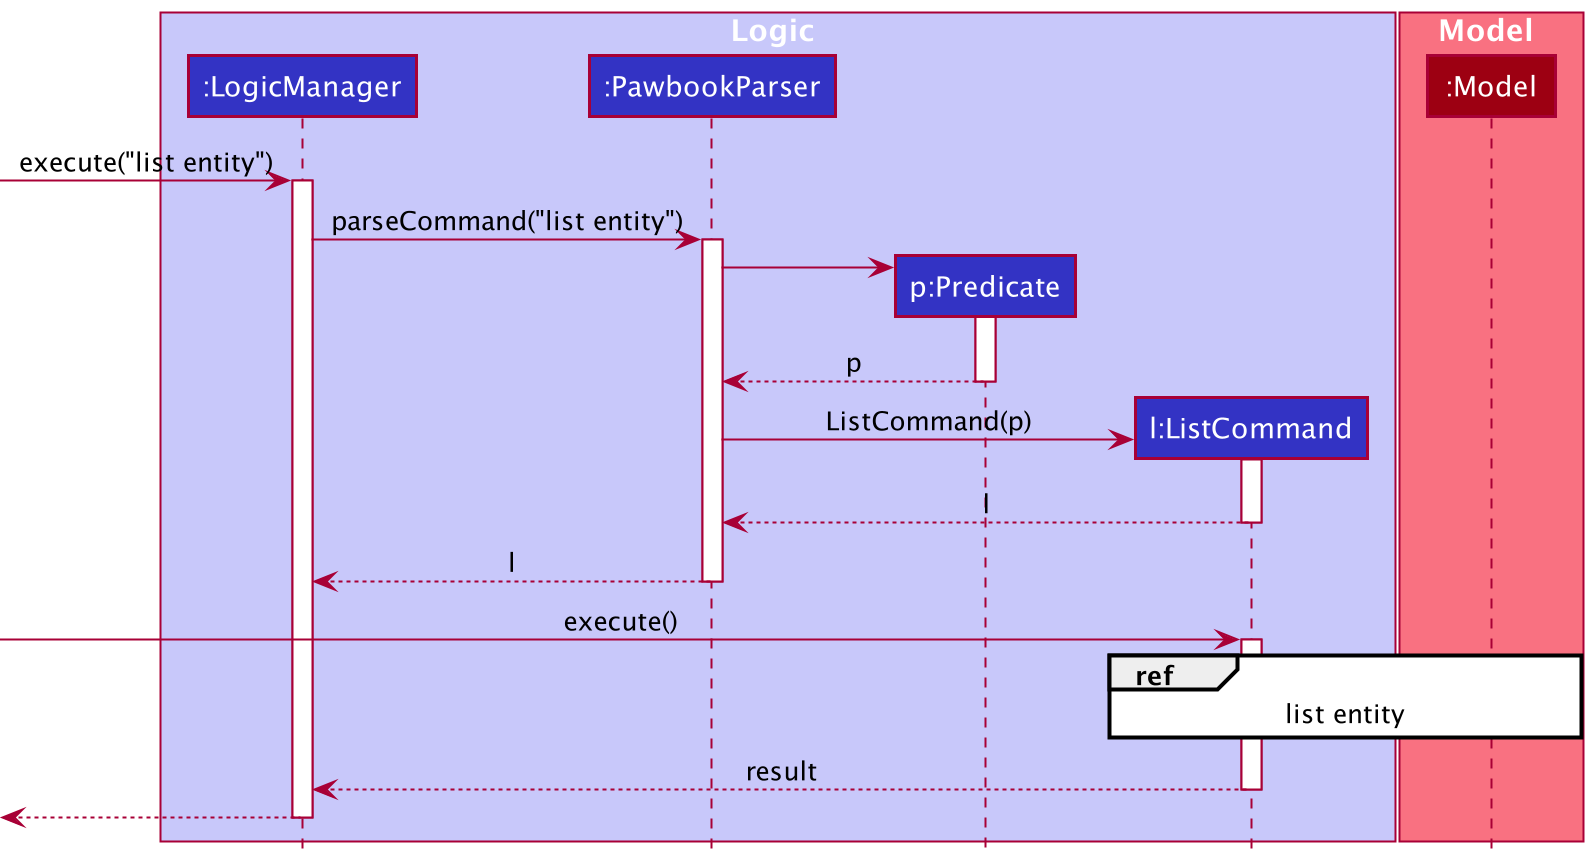 Logic
Model
:LogicManager
:PawbookParser
:Model
execute("list entity")
parseCommand("list entity")
p:Predicate
p
ListCommand(p)
l:ListCommand
l
l
execute()
ref
list entity
result